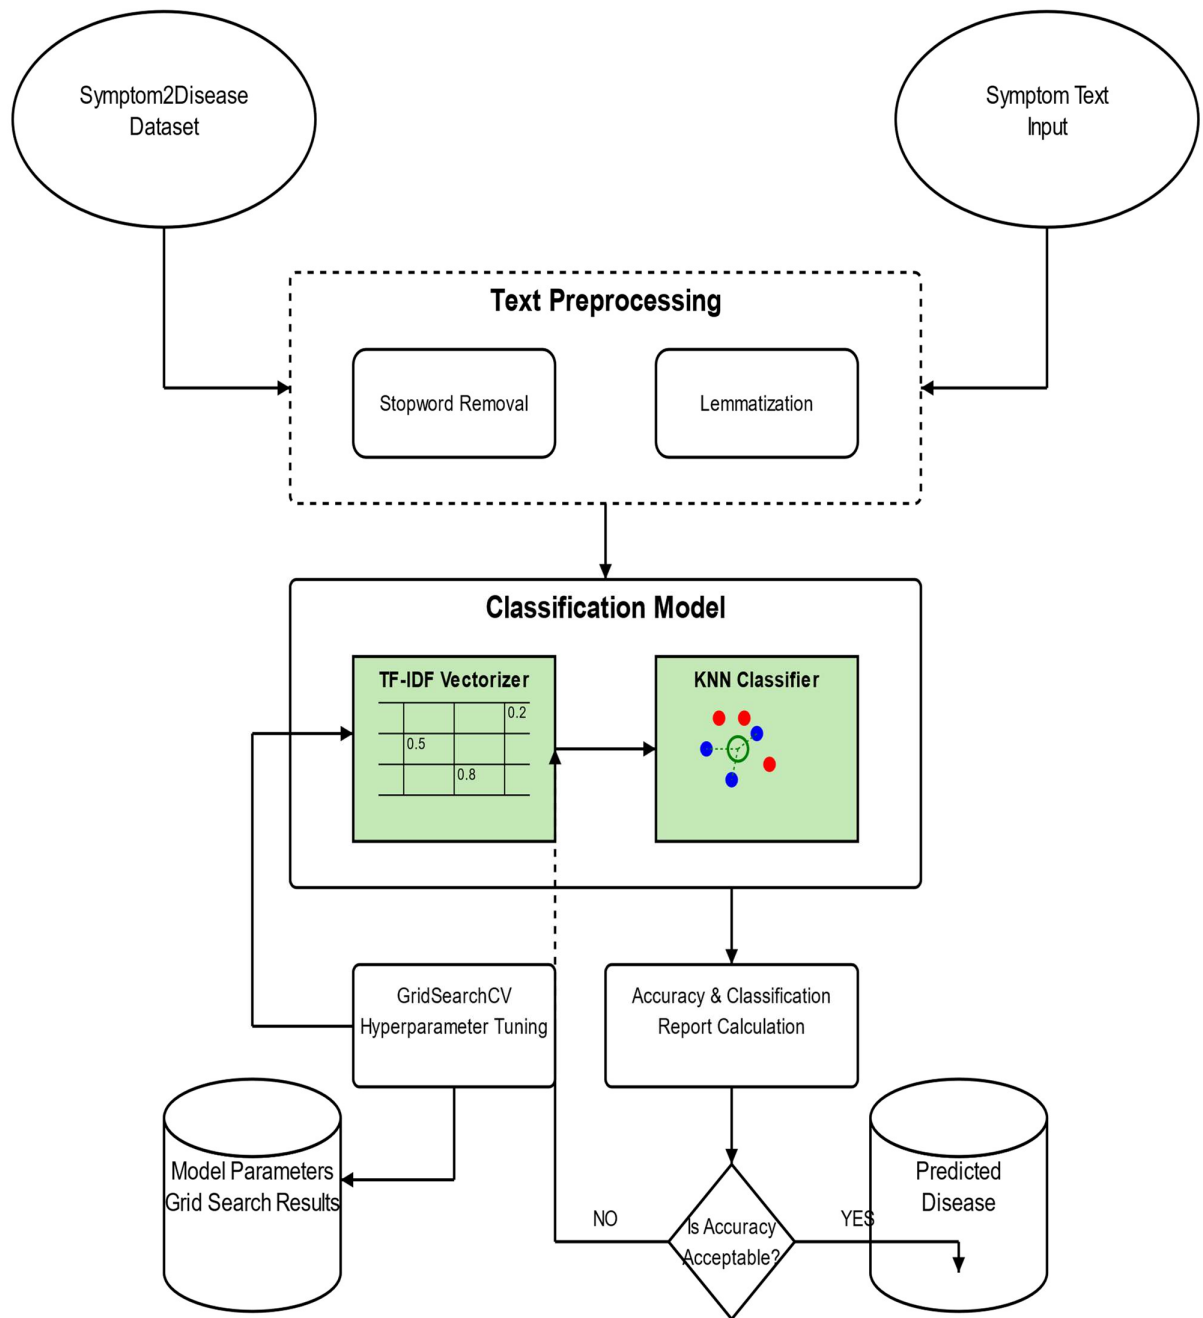 Symptom2Disease
Dataset
Symptom Text
Input
Text Preprocessing
Stopword Removal
Lemmatization
Classification Model
TF-IDF Vectorizer
0.2
0.5
0.8
KNN Classifier
GridSearchCV
Hyperparameter Tuning
Accuracy & Classification
Report Calculation
Model Parameters
Grid Search Results
NO
Is Accuracy
Acceptable?
YES
Predicted
Disease